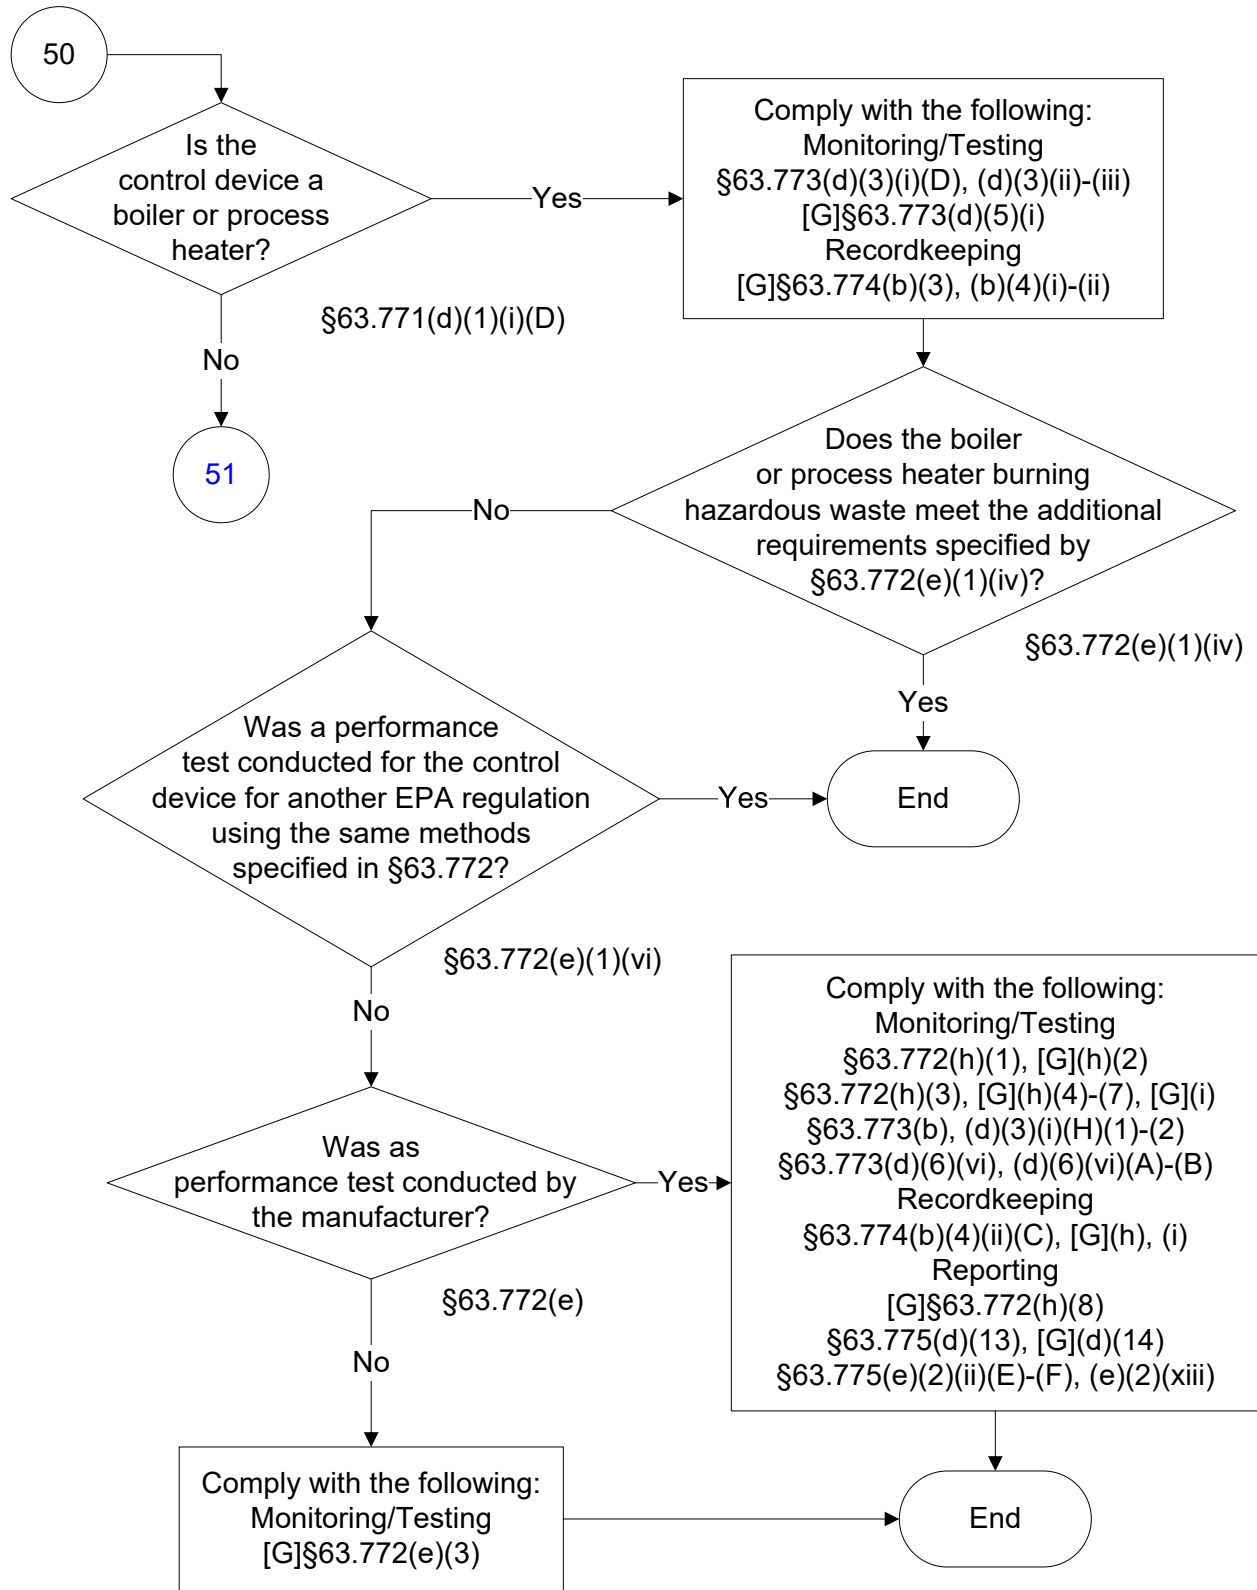 50
Is the
control device a
boiler or process
heater?
Yes
§63.771(d)(1)(i)(D)
No
51
Comply with the following:
Monitoring/Testing
§63.773(d)(3)(i)(D), (d)(3)(ii)-(iii)
[G]§63.773(d)(5)(i)
Recordkeeping
[G]§63.774(b)(3), (b)(4)(i)-(ii)
Does the boiler
or process heater burning
hazardous waste meet the additional
requirements specified by
§63.772(e)(1)(iv)?
No
§63.772(e)(1)(iv)
Yes
Was a performance
test conducted for the control
device for another EPA regulation
using the same methods
specified in §63.772?
Yes
End
§63.772(e)(1)(vi)
No
Was as
performance test conducted by
the manufacturer?
Yes
§63.772(e)
No
Comply with the following:
Monitoring/Testing
§63.772(h)(1), [G](h)(2)
§63.772(h)(3), [G](h)(4)-(7), [G](i)
§63.773(b), (d)(3)(i)(H)(1)-(2)
§63.773(d)(6)(vi), (d)(6)(vi)(A)-(B)
Recordkeeping
§63.774(b)(4)(ii)(C), [G](h), (i)
Reporting
[G]§63.772(h)(8)
§63.775(d)(13), [G](d)(14)
§63.775(e)(2)(ii)(E)-(F), (e)(2)(xiii)
Comply with the following:
Monitoring/Testing
[G]§63.772(e)(3)
End